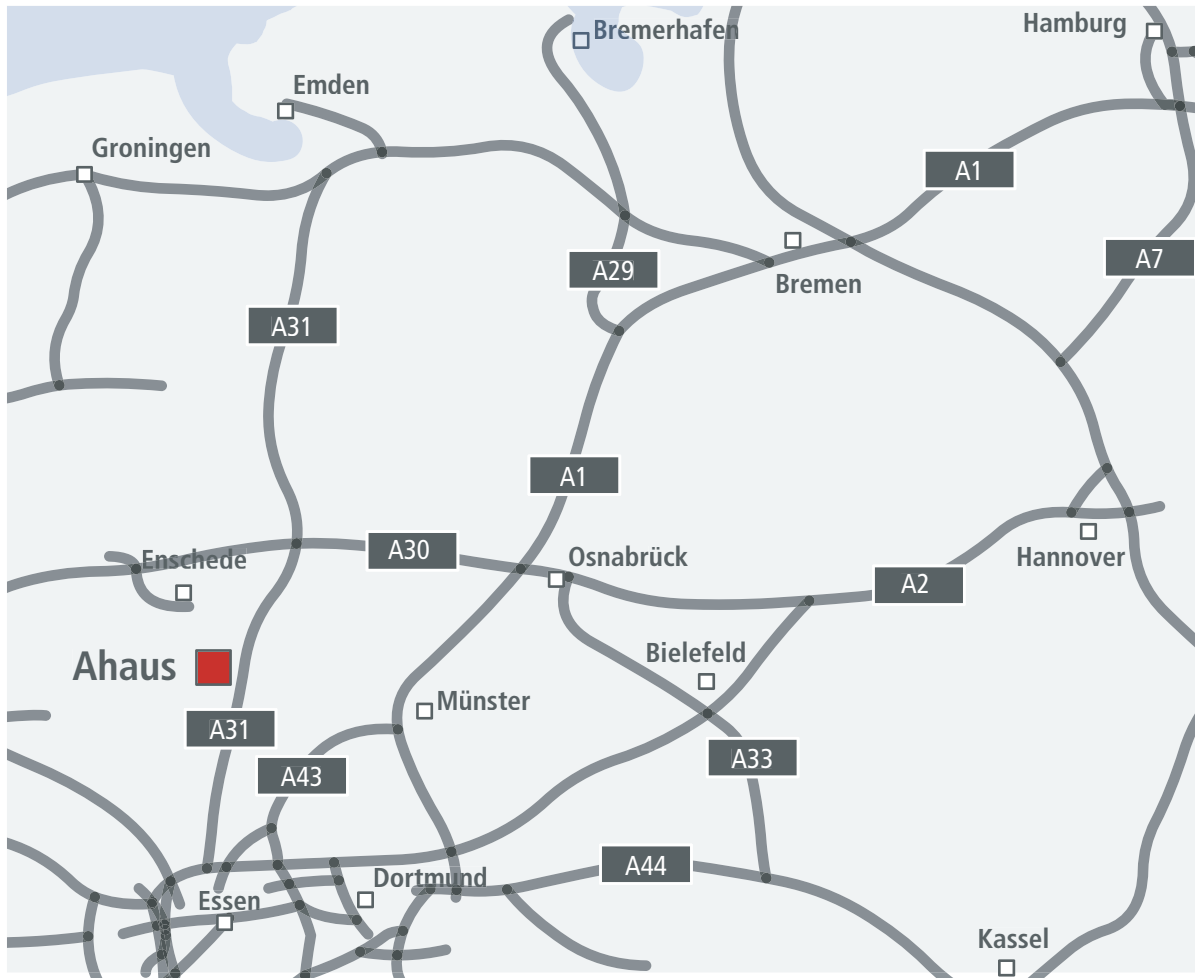 Bremerhafen
Hamburg
Emden
Groningen
A1
A29
A7
Bremen
A31
A1
Enschede
A30
Osnabrück
Hannover
A2
Ahaus
Bielefeld
Münster
A31
A43
A33
A44
Dortmund
Essen
Kassel